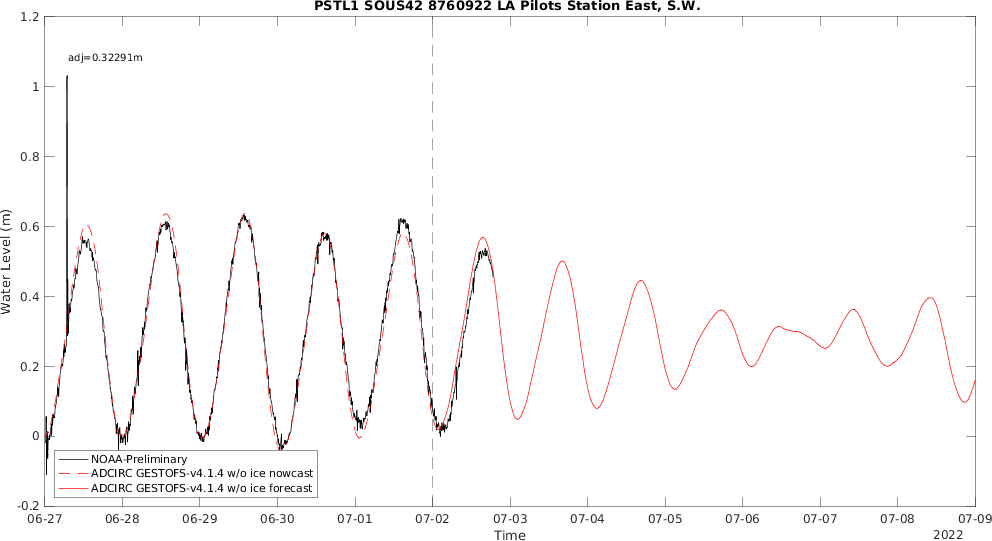 PSTL1 SOUS42 8760922 LA Pilots Station East, S.W.
adj=0.32291m
Water Level (m)
1.2
1
0.8
0.6
0.4
0.2
0
-0.2
NOAA-Preliminary
ADCIRC GESTOFS-v4.1.4 w/o ice nowcast
ADCIRC GESTOFS-v4.1.4 w/o ice forecast
06-27 06-28 06-29 06-30 07-01 07-02 07-03 07-04 07-05 07-06 07-07 07-08 07-09
Time
2022